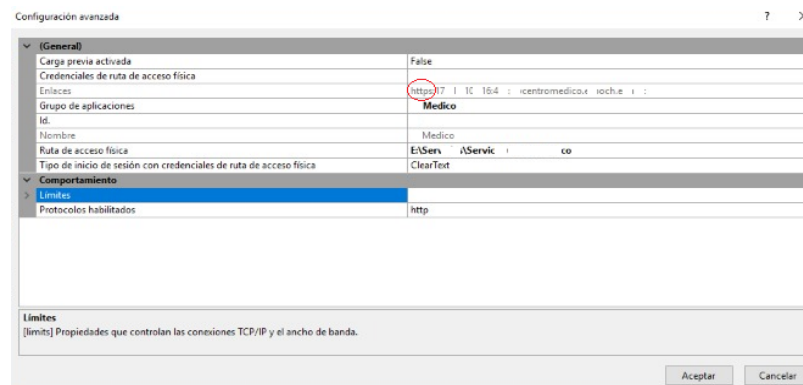 Configuración avanzada ? X
(General)
Carga previa activada False
Credenciales de ruta de acceso física
Enlaces https:
Grupo de aplicaciones Medico
Id.
Nombre Medico
Ruta de acceso física
Tipo de inicio de sesión con credenciales de ruta de acceso física ClearText
Comportamiento
Límites
Protocolos habilitados http
Límites
[limits] Propiedades que controlan las conexiones TCP/IP y el ancho de banda.
Aceptar Cancelar